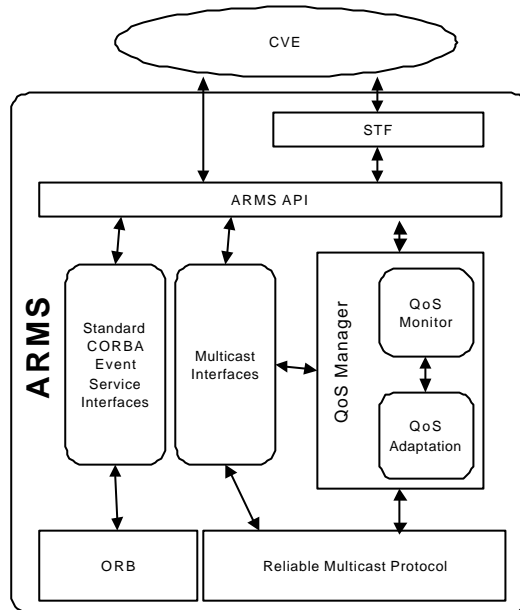 CVE
STF
ARMS API
ARMS
Standard
CORBA
Event
Service
Interfaces
Multicast
Interfaces
QoS Manager
QoS
Monitor
QoS
Adaptation
ORB
Reliable Multicast Protocol